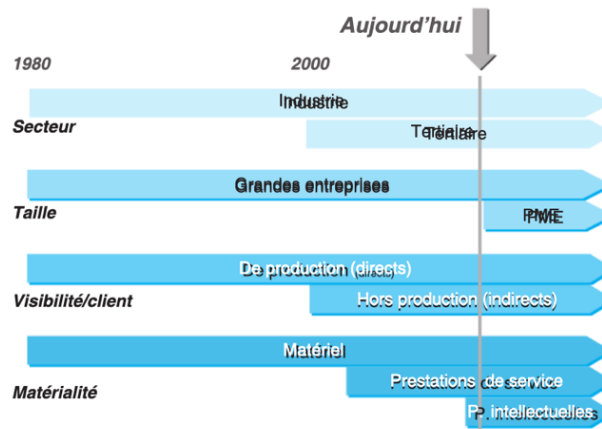 Aujourd'hui
1980 2000
Industrie
Secteur
Tertiaire
Grandes entreprises
Taille
PME
De production (directs)
Visibilité/client
Hors production (indirects)
Matériel
Prestations de service
Matérialité
P. intellectuelles